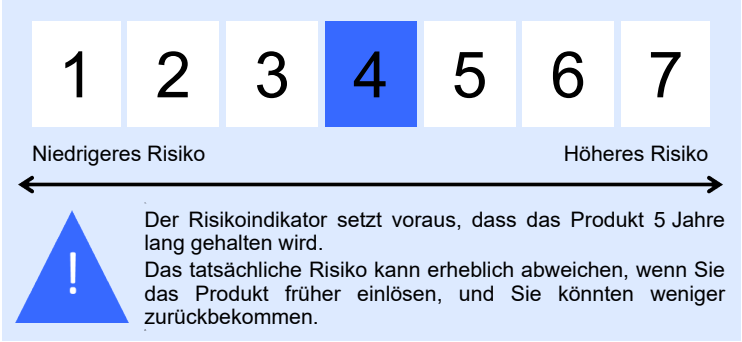 1 2 3 4 5 6 7
Niedrigeres Risiko Höheres Risiko
!
Der Risikoindikator setzt voraus, dass das Produkt 5 Jahre
lang gehalten wird.
Das tatsächliche Risiko kann erheblich abweichen, wenn Sie
das Produkt früher einlösen, und Sie könnten weniger
zurückbekommen.